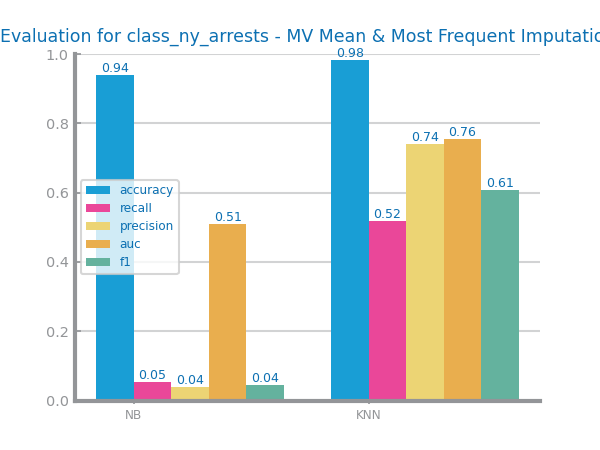 Evaluation for class_ny_arrests - MV Mean & Most Frequent Imputatio
1.0
0.8
0.6
0.4
0.2
0.0
0.94
0.05
0.04
0.51
0.04
0.98
0.52
0.74
0.76
0.61
accuracy
recall
precision
auc
f1
NB
KNN